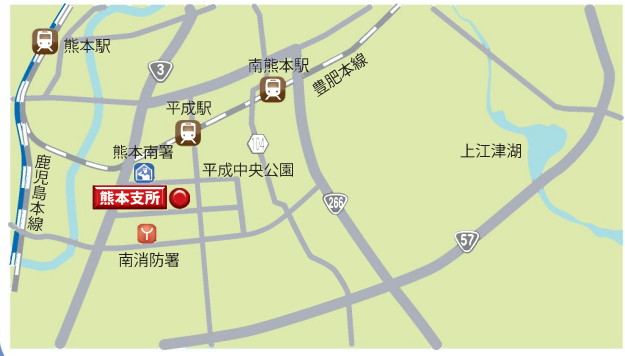 熊本駅
3
南熊本駅
豊肥本線
平成駅
熊本南署
104
平成中央公園
上江津湖
鹿児島本線
熊本支所
266
57
南消防署